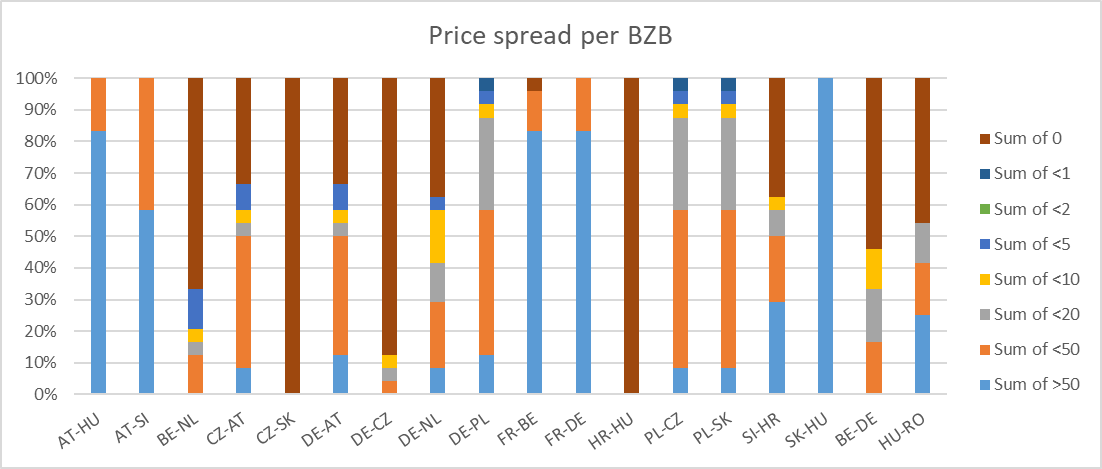 Price spread per BZB
100%
90%
80%
70%
60%
50%
40%
30%
20%
10%
0%
AT-HU
AT-SI
BE-NL
CZ-AT
CZ-SK
DE-AT
DE-CZ
DE-NL
DE-PL
FR-BE
FR-DE
HR-HU
PL-CZ
PL-SK
SI-HR
SK-HU
BE-DE
HU-RO
Sum of 0
Sum of <1
Sum of <2
Sum of <5
Sum of <10
Sum of <20
Sum of <50
Sum of >50